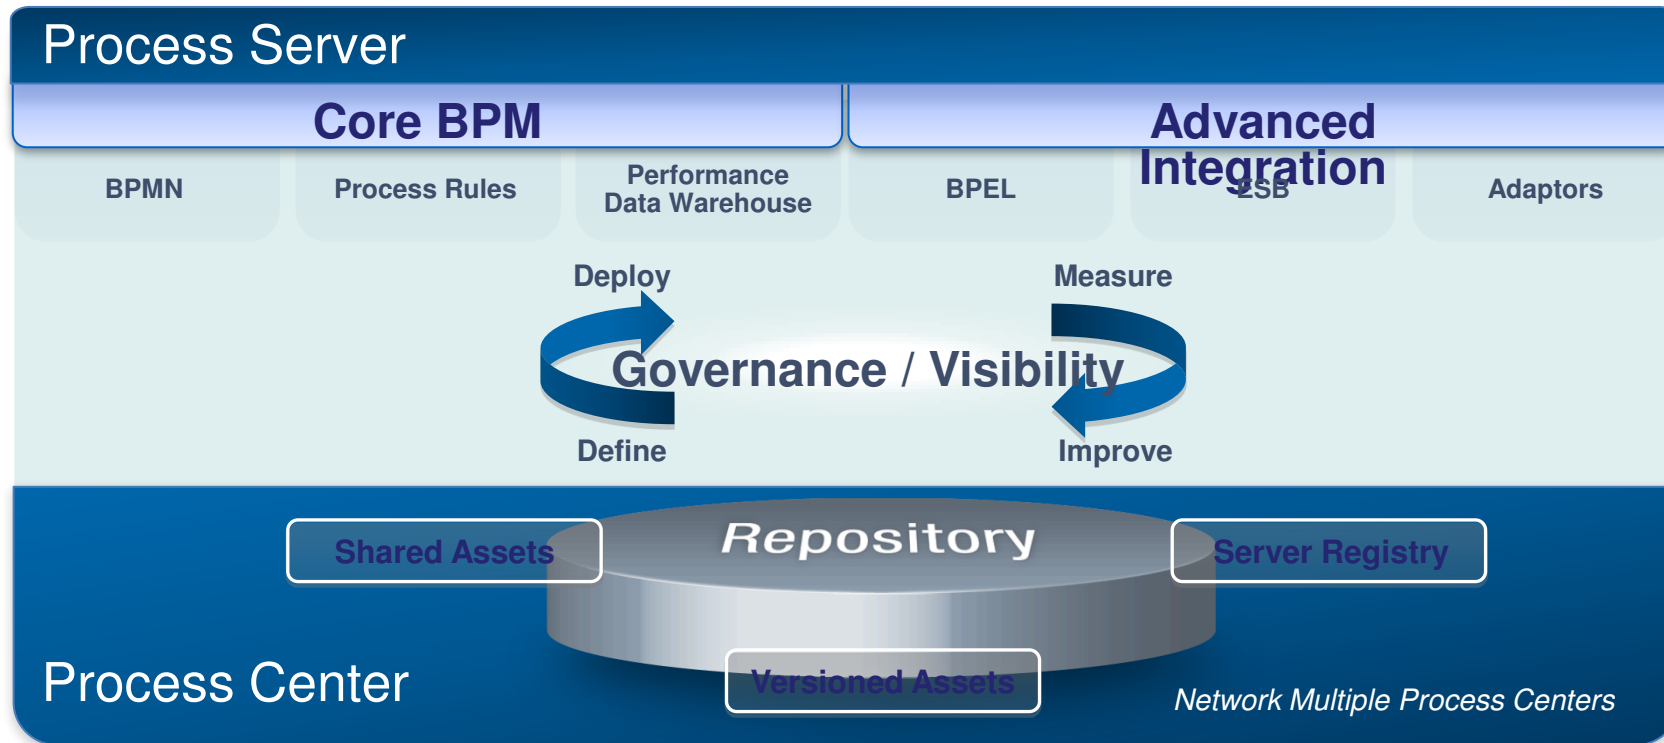 Process Server
Core BPM
Advanced
Integration
BPMN
Process Rules
Performance
Data Warehouse
BPEL
ESB
Adaptors
Deploy
Measure
Governance / Visibility
Define
Improve
Repository
Shared Assets
Server Registry
Versioned Assets
Process Center
Network Multiple Process Centers